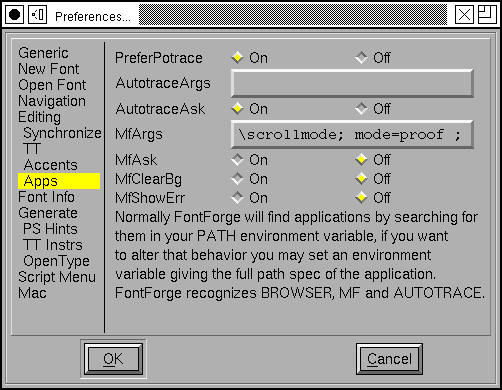 Preferences...
Generic
New Font
Open Font
Navigation
Editing
Synchronize
TT
Accents
Apps
Font Info
Generate
PS Hints
TT Instrs
OpenType
Script Menu
Mac
PreferPotrace On Off
AutotraceArgs
AutotraceAsk On Off
MfArgs \scrollmode; mode=proof ;
MfAsk On Off
MfClearBg On Off
MfShowErr On Off
Normally FontForge will find applications by searching for
them in your PATH environment variable, if you want
to alter that behavior you may set an environment
variable giving the full path spec of the application.
FontForge recognizes BROWSER, MF and AUTOTRACE.
OK Cancel